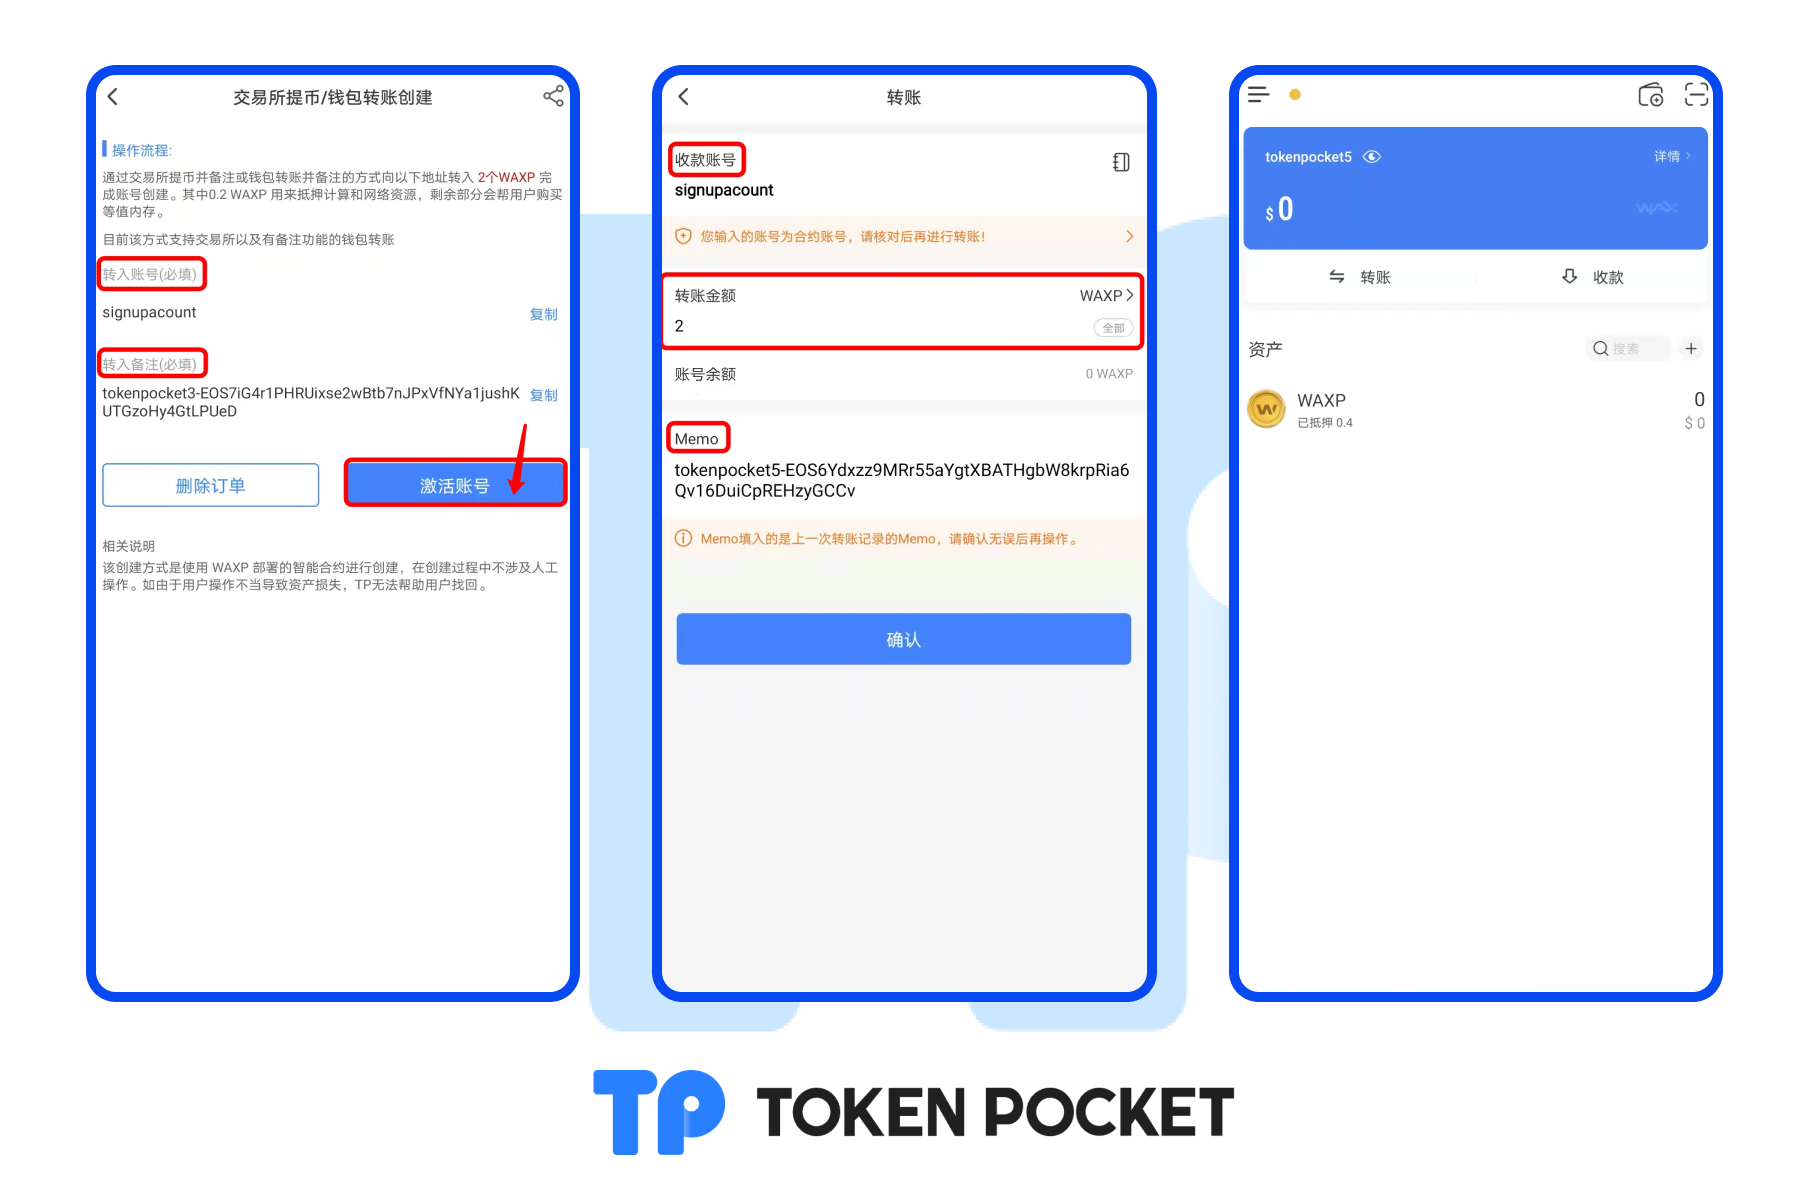 交易所提币/钱包转账创建
操作流程:
通过交易所提币并备注或钱包转账并备注的方式向以下地址转入 2个WAXP 完
成账号创建。其中0.2 WAXP 用来抵押计算和网络资源，剩余部分会帮用户购买
等值内存。
目前该方式支持交易所以及有备注功能的钱包转账
转入账号(必填)
signupacount 复制
转入备注(必填)
tokenpocket3-EOS7iG4r1PHRUixse2wBtb7nJPxVfNYa1jushK 复制
UTGzoHy4GtLPUeD
删除订单 激活账号
相关说明
该创建方式是使用 WAXP 部署的智能合约进行创建，在创建过程中不涉及人工
操作。如由于用户操作不当导致资产损失，TP无法帮助用户找回。
转账
收款账号
signupacount
您输入的账号为合约账号，请核对后再进行转账!
转账金额 WAXP
2 全部
账号余额 0 WAXP
Memo
tokenpocket5-EOS6Ydxzz9MRr55aYgtXBATHgbW8krpRia6
Qv16DuiCpREHzyGCCv
Memo填入的是上一次转账记录的Memo，请确认无误后再操作。
确认
tokenpocket5 详情
$ 0 WAX
转账 收款
资产 搜索
WAXP 0
已抵押 0.4 $ 0
TP TOKEN POCKET